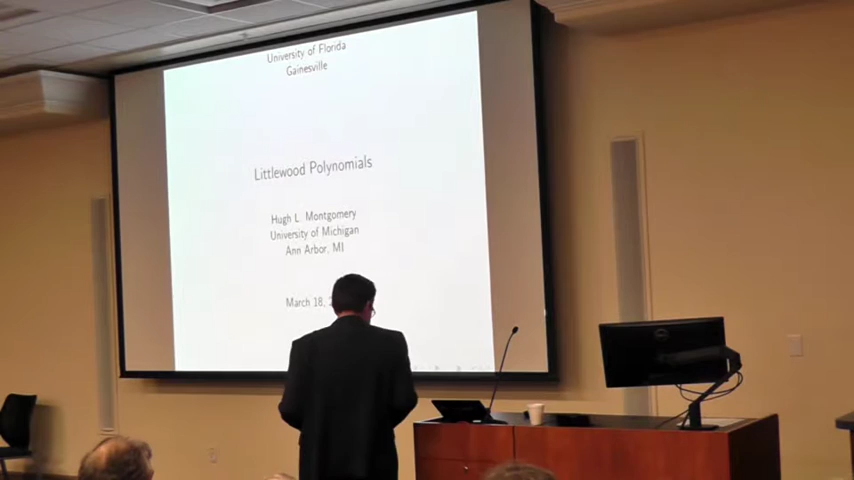 University of Florida
Gainesville
Littlewood Polynomials
Hugh L. Montgomery
University of Michigan
Ann Arbor, MI
March 18,